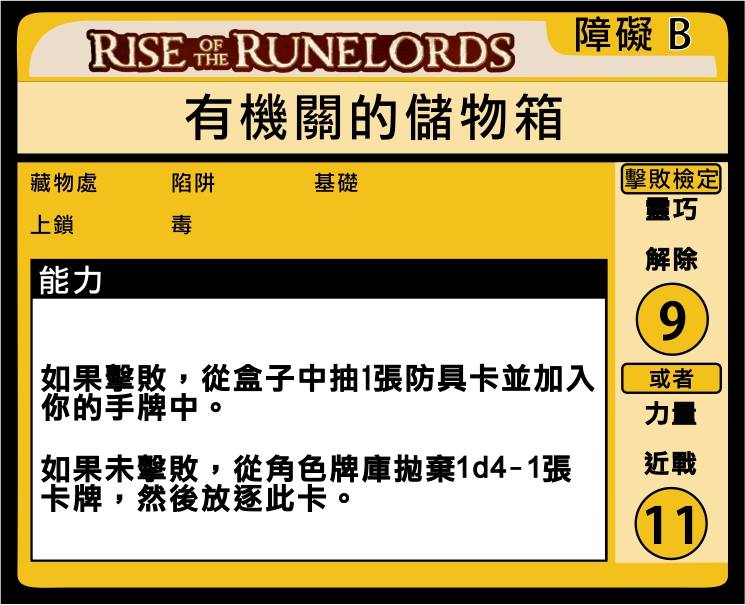 RISE OF THE RUNELORDS
障礙 B
有機關的儲物箱
藏物處 陷阱 基礎
上鎖 毒
擊敗檢定
靈巧
解除
9
或者
力量
近戰
11
能力
如果擊敗，從盒子中抽1張防具卡並加入
你的手牌中。
如果未擊敗，從角色牌庫拋棄1d4-1張
卡牌，然後放逐此卡。